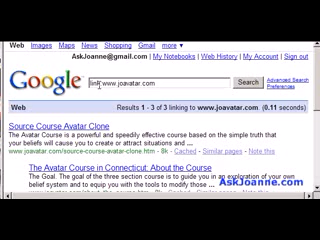 Web Images Maps News Shopping Gmail more ▼
AskJoanne@gmail.com | My Notebooks | Web History | My Account | Sign out
Google
link:www.joavatar.com
Search
Advanced Search
Preferences
Web
Results 1 - 3 of 3 linking to www.joavatar.com. (0.11 seconds)
Source Course Avatar Clone
The Avatar Course is a powerful and speedily effective course based on the simple truth that
your beliefs will cause you to create or attract situations and ...
www.joavatar.com/source-course-avatar-clone.htm - 8k - Cached - Similar pages - Note this
The Avatar Course in Connecticut: About the Course
The Goal. The goal of the three section course is to guide you in an exploration of your own
belief system and to equip you with the tools to modify those ...
AskJoanne.com